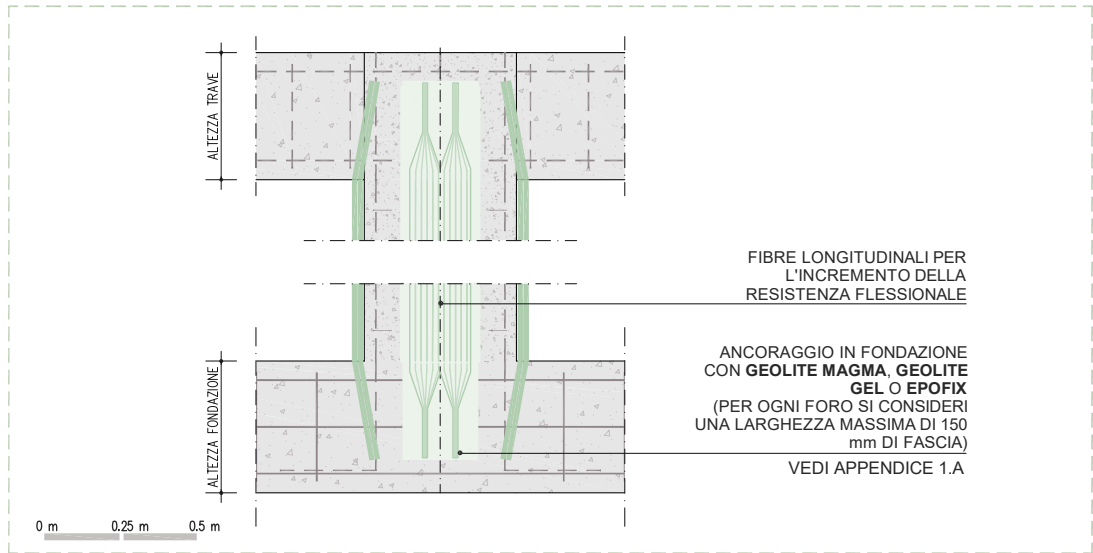 ALTEZZA TRAVE
FIBRE LONGITUDINALI PER
L'INCREMENTO DELLA
RESISTENZA FLESSIONALE
ANCORAGGIO IN FONDAZIONE
CON GEOLITE MAGMA, GEOLITE
GEL O EPOFIX
(PER OGNI FORO SI CONSIDERI
UNA LARGHEZZA MASSIMA DI 150
mm DI FASCIA)
VEDI APPENDICE 1.A
ALTEZZA FONDAZIONE
0 m 0.25 m 0.5 m